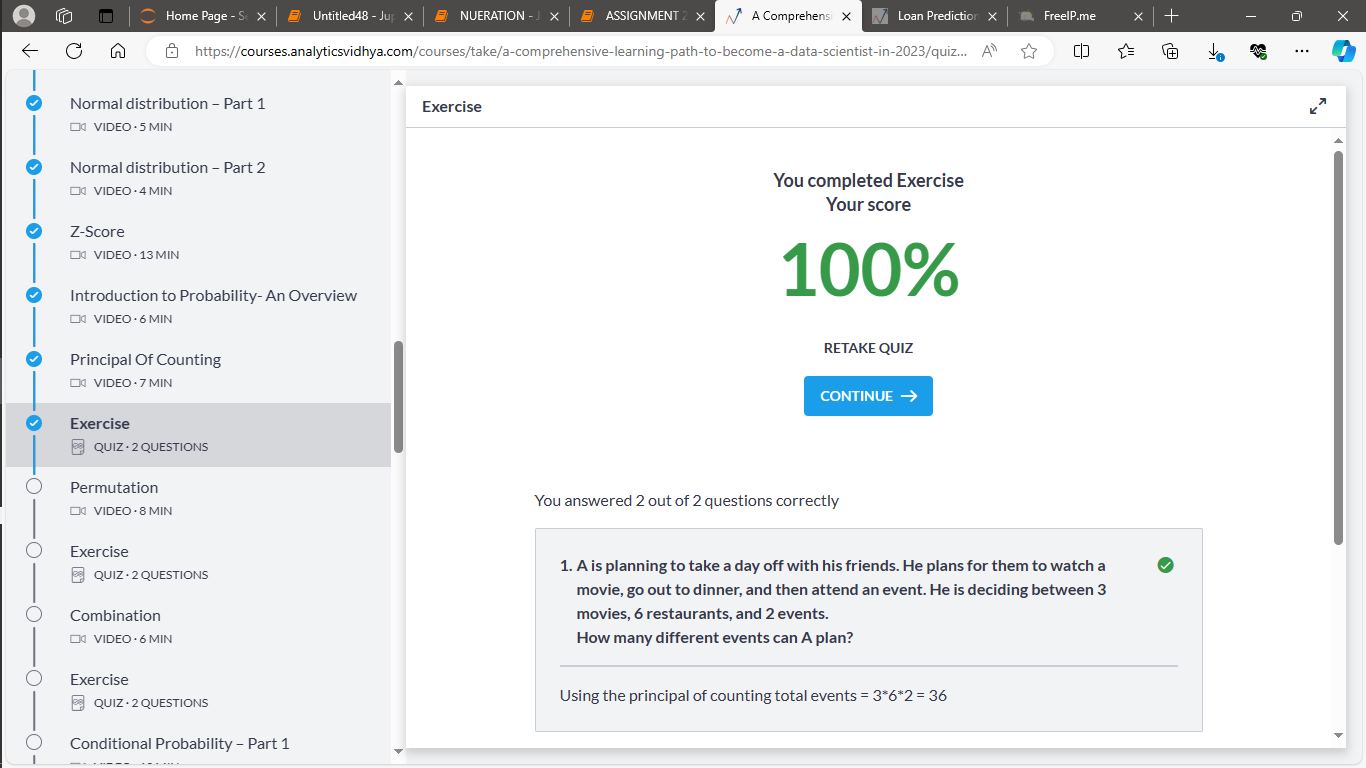 Home Page - S
Untitled48 - Ju
NUERATION - J
ASSIGNMENT 2
A Comprehens
Loan Prediction
FreeIP.me
https://courses.analyticsvidhya.com/courses/take/a-comprehensive-learning-path-to-become-a-data-scientist-in-2023/quiz...
Normal distribution – Part 1
VIDEO · 5 MIN
Normal distribution – Part 2
VIDEO · 4 MIN
Z-Score
VIDEO · 13 MIN
Introduction to Probability- An Overview
VIDEO · 6 MIN
Principal Of Counting
VIDEO · 7 MIN
Exercise
QUIZ · 2 QUESTIONS
Permutation
VIDEO · 8 MIN
Exercise
QUIZ · 2 QUESTIONS
Combination
VIDEO · 6 MIN
Exercise
QUIZ · 2 QUESTIONS
Conditional Probability – Part 1
Exercise
You completed Exercise
Your score
100%
RETAKE QUIZ
CONTINUE →
You answered 2 out of 2 questions correctly
1. A is planning to take a day off with his friends. He plans for them to watch a
movie, go out to dinner, and then attend an event. He is deciding between 3
movies, 6 restaurants, and 2 events.
How many different events can A plan?
Using the principal of counting total events = 3*6*2 = 36